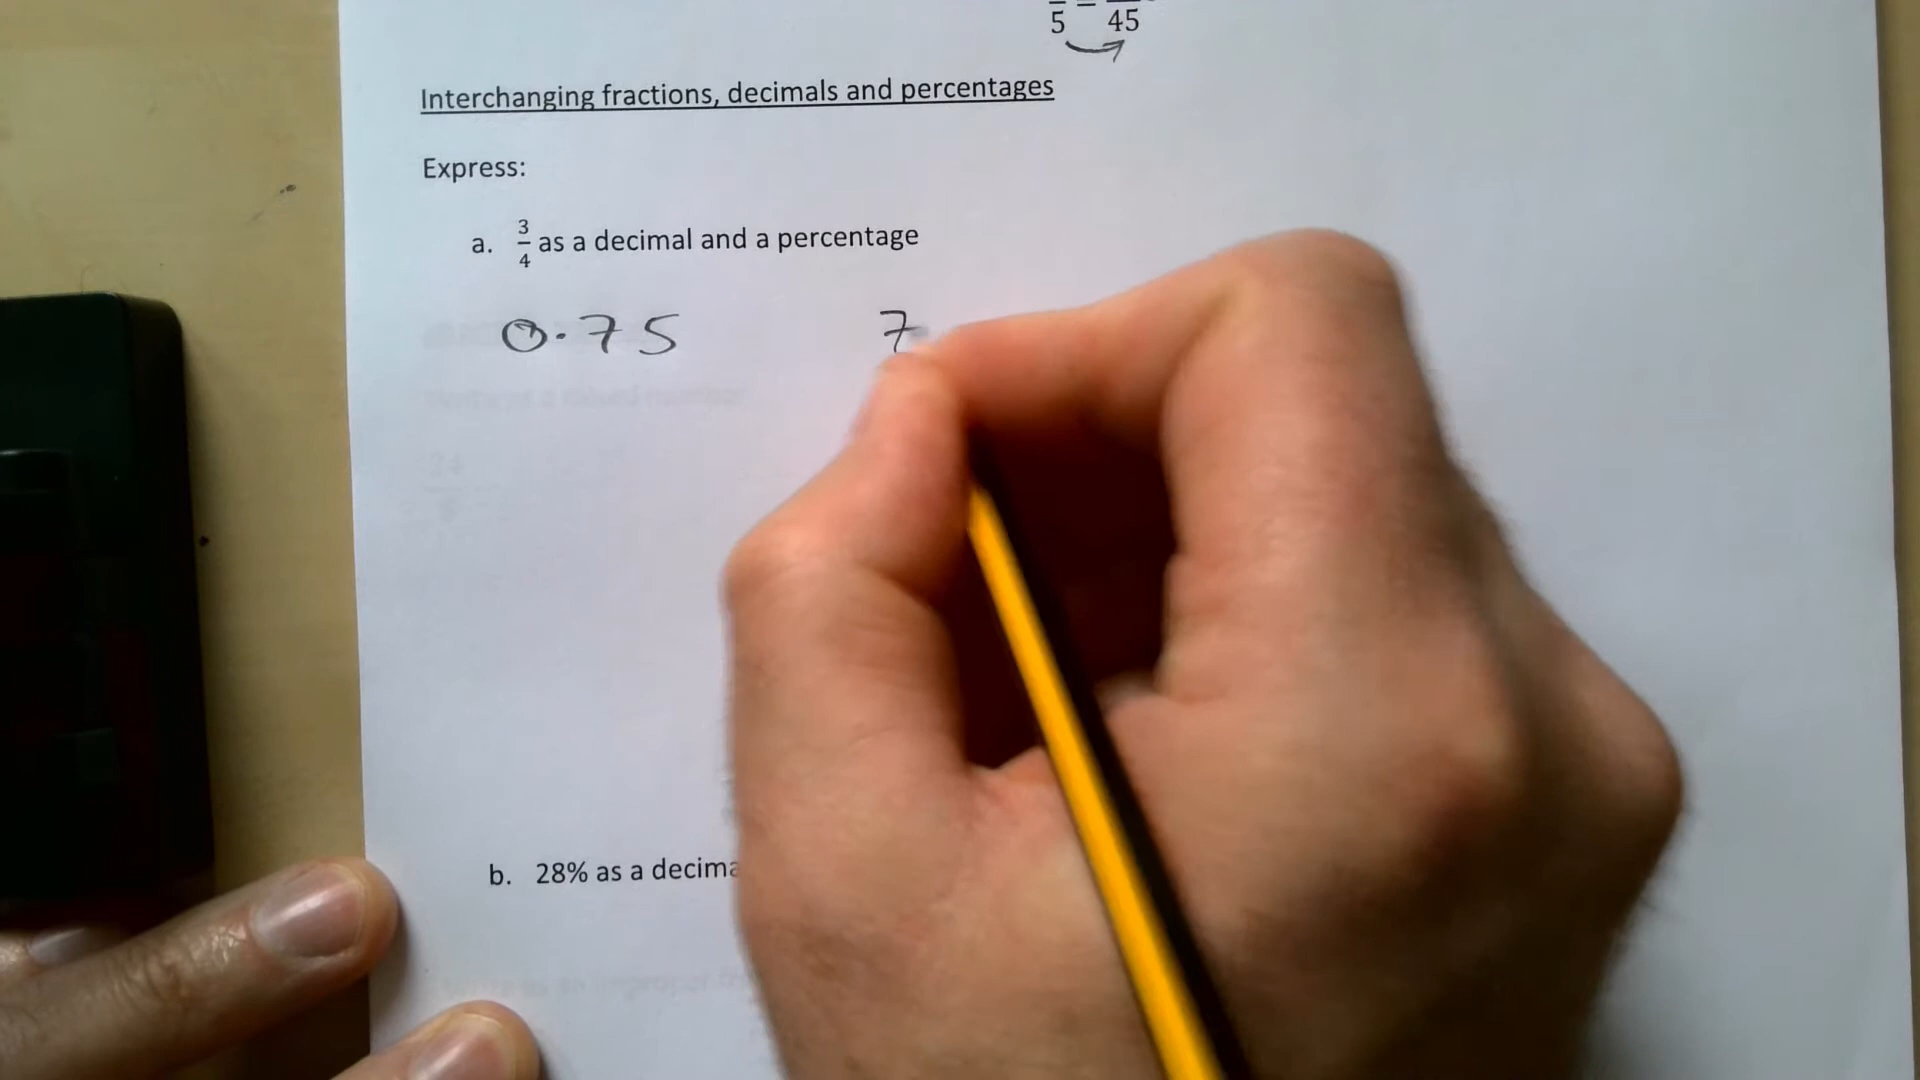 5 = 45
Interchanging fractions, decimals and percentages
Express:
a. 3/4 as a decimal and a percentage
0.75 7
b. 28% as a decima